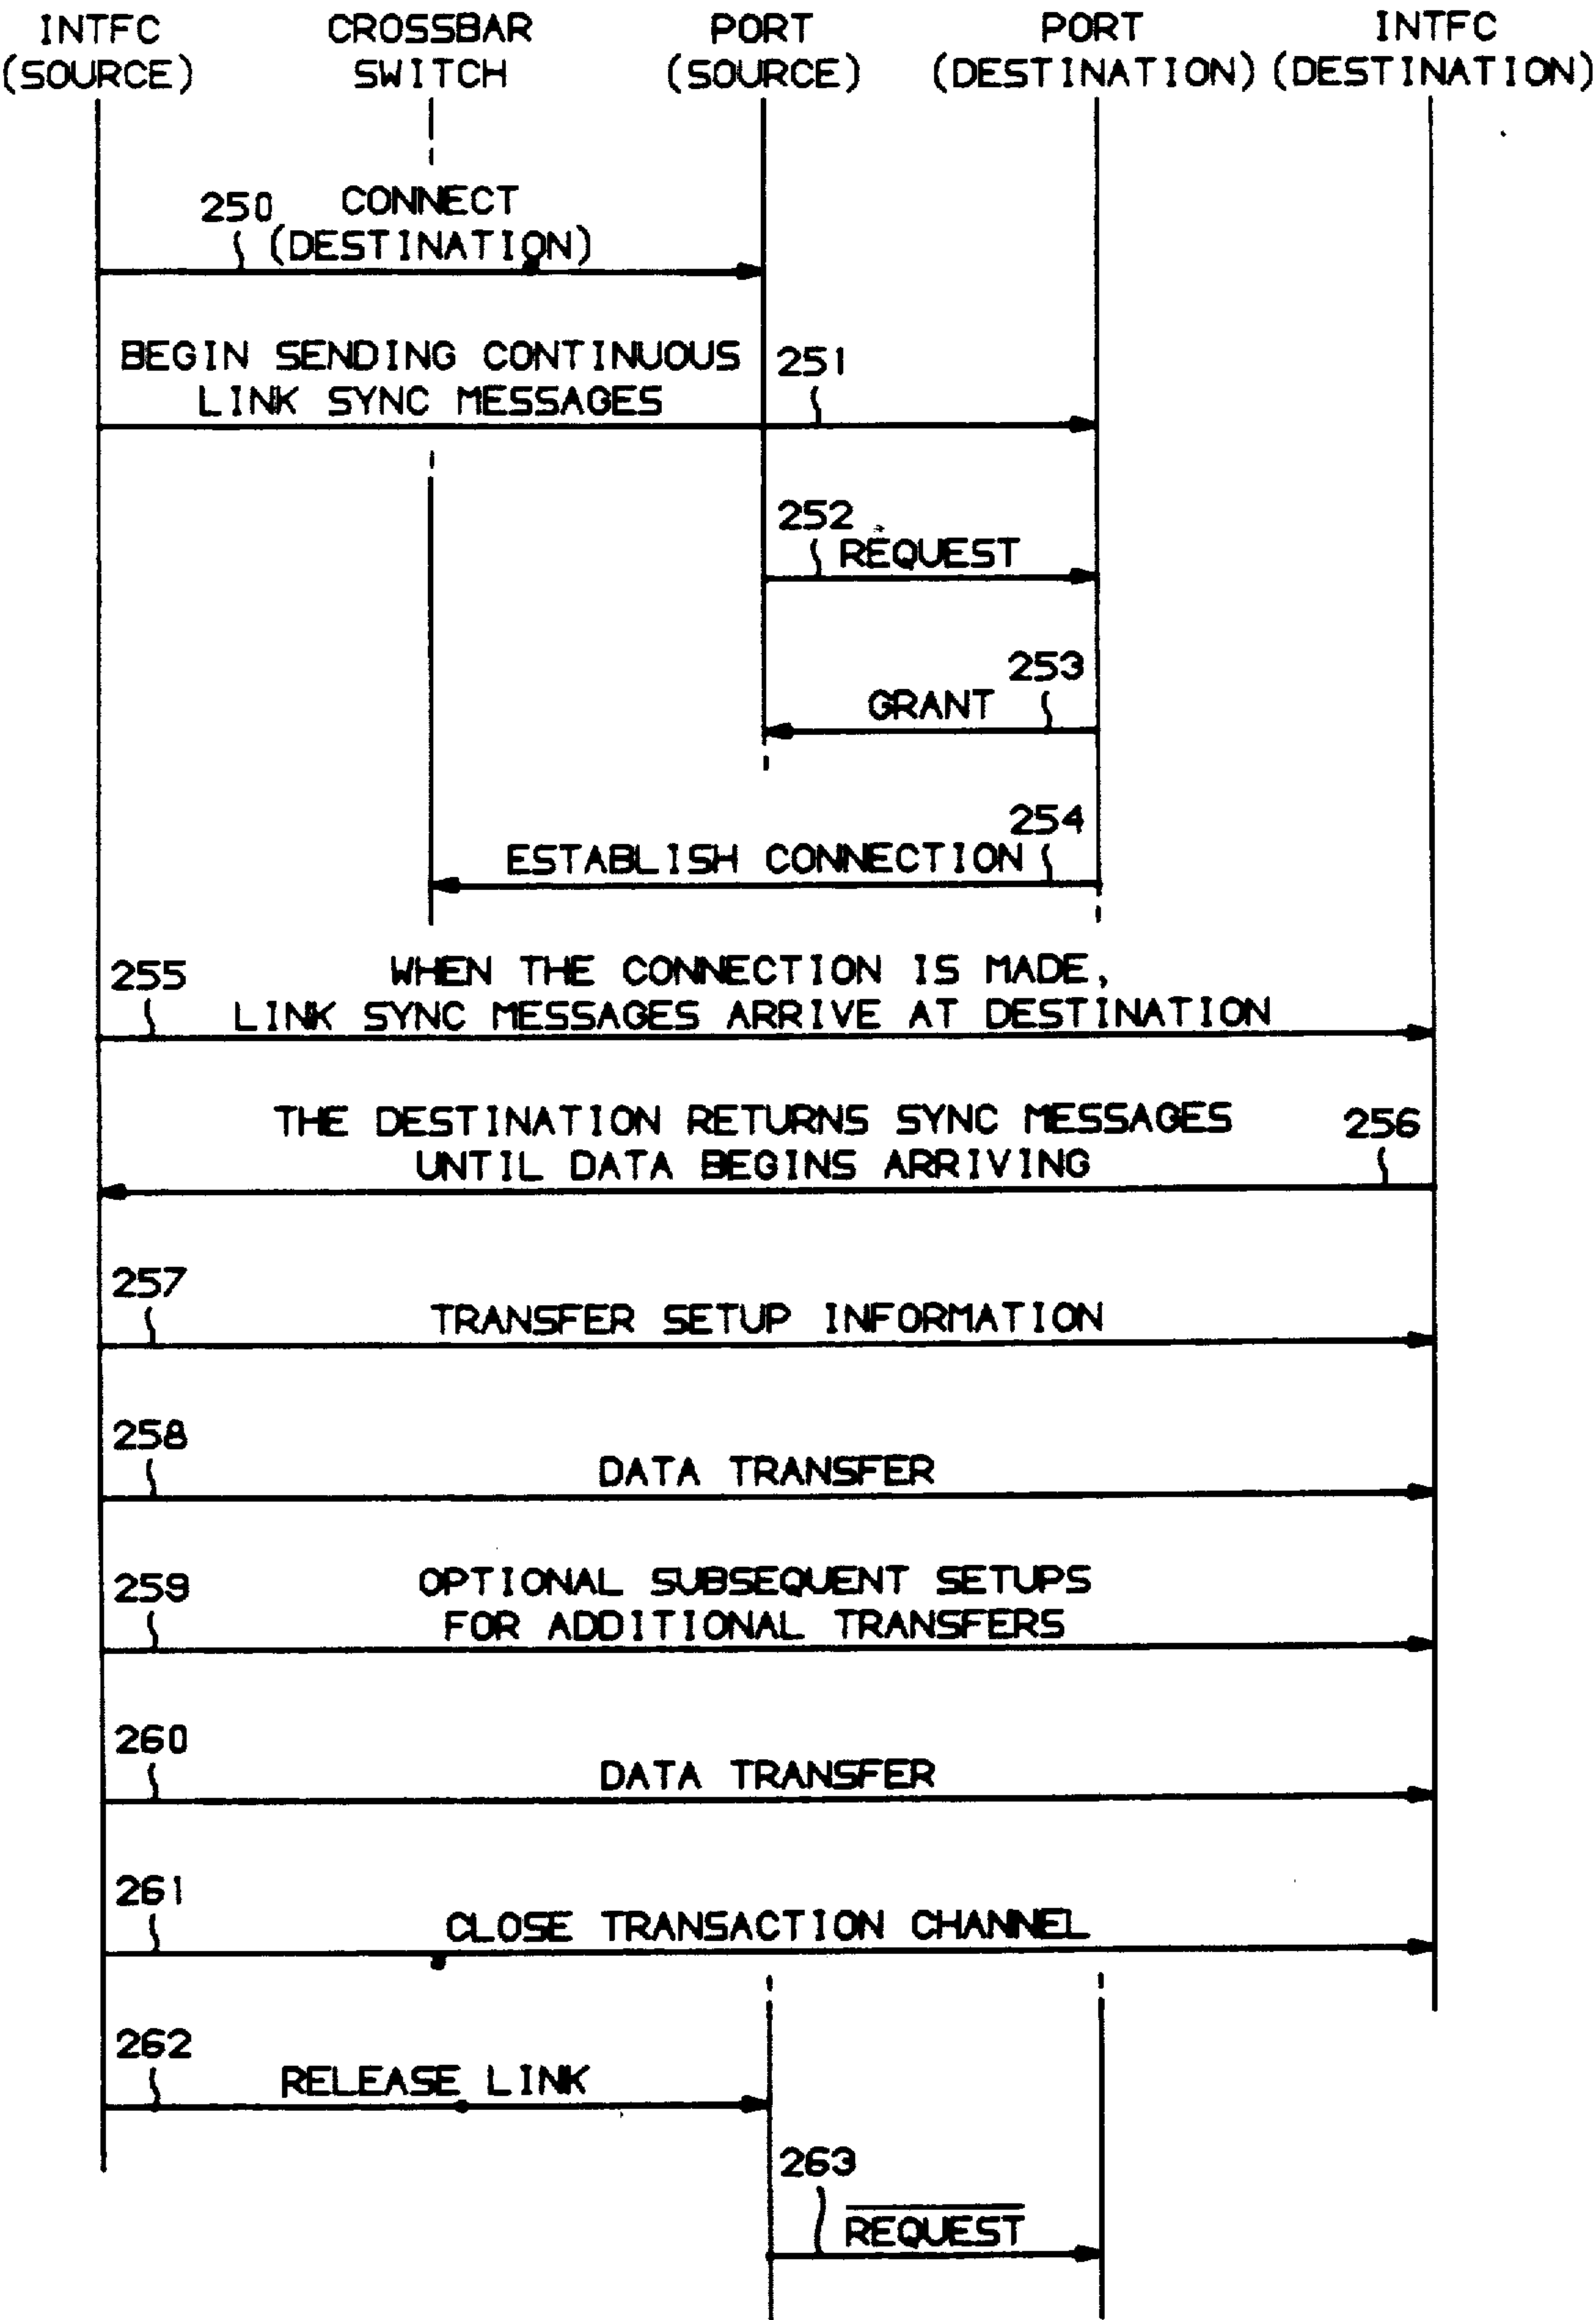 INTFC CROSSBAR PORT PORT INTFC
(SOURCE) SWITCH (SOURCE) (DESTINATION) (DESTINATION)
250 CONNECT
(DESTINATION)
BEGIN SENDING CONTINUOUS 251
LINK SYNC MESSAGES
252
REQUEST
253
GRANT
254
ESTABLISH CONNECTION
255 WHEN THE CONNECTION IS MADE,
LINK SYNC MESSAGES ARRIVE AT DESTINATION
THE DESTINATION RETURNS SYNC MESSAGES 256
UNTIL DATA BEGINS ARRIVING
257
TRANSFER SETUP INFORMATION
258
DATA TRANSFER
259 OPTIONAL SUBSEQUENT SETUPS
FOR ADDITIONAL TRANSFERS
260
DATA TRANSFER
261
CLOSE TRANSACTION CHANNEL
262
RELEASE LINK
263
REQUEST